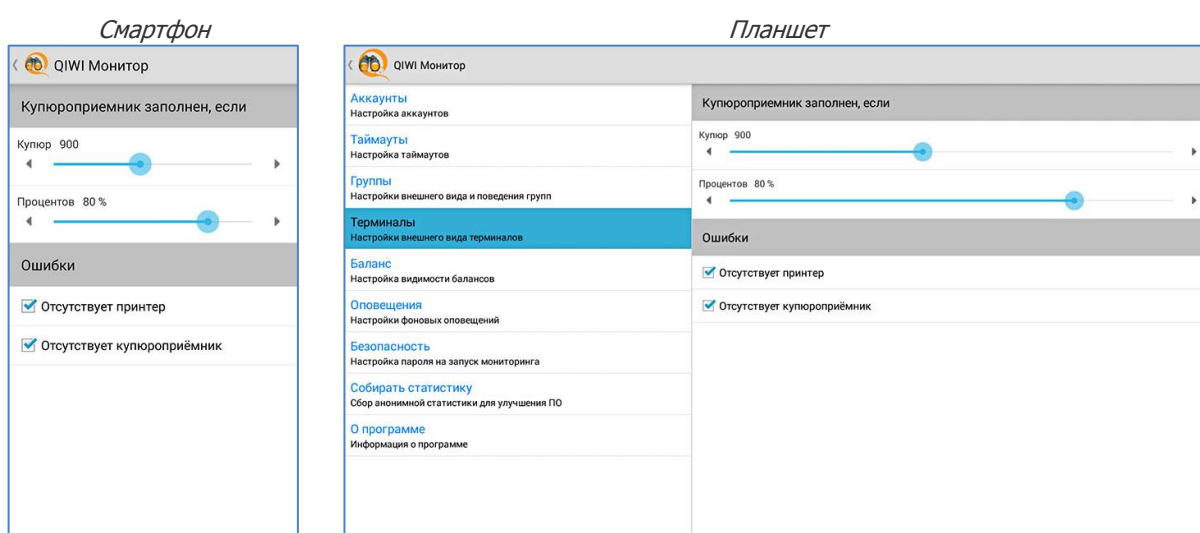 Смартфон
QIWI Монитор
Купюроприемник заполнен, если
Купюр 900
Процентов 80 %
Ошибки
Отсутствует принтер
Отсутствует купюроприёмник
Планшет
QIWI Монитор
Аккаунты
Настройка аккаунтов
Таймауты
Настройка таймаутов
Группы
Настройки внешнего вида и поведения групп
Терминалы
Настройки внешнего вида терминалов
Баланс
Настройка видимости балансов
Оповещения
Настройки фоновых оповещений
Безопасность
Настройка пароля на запуск мониторинга
Собирать статистику
Сбор анонимной статистики для улучшения ПО
О программе
Информация о программе
Купюроприемник заполнен, если
Купюр 900
Процентов 80 %
Ошибки
Отсутствует принтер
Отсутствует купюроприёмник